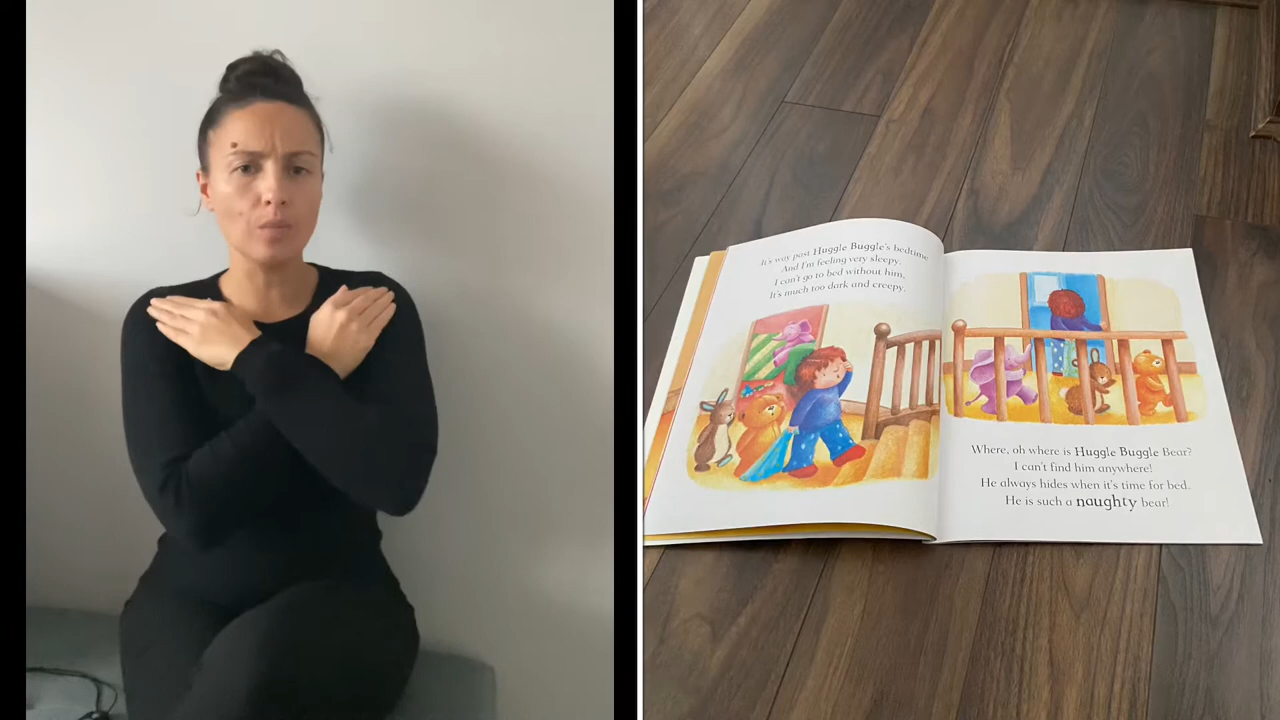 It's way past Huggle Buggle's bedtime
And I'm feeling very sleepy.
I can't go to bed without him,
It's much too dark and creepy.
Where, oh where is Huggle Buggle Bear?
I can't find him anywhere!
He always hides when it's time for bed.
He is such a naughty bear!